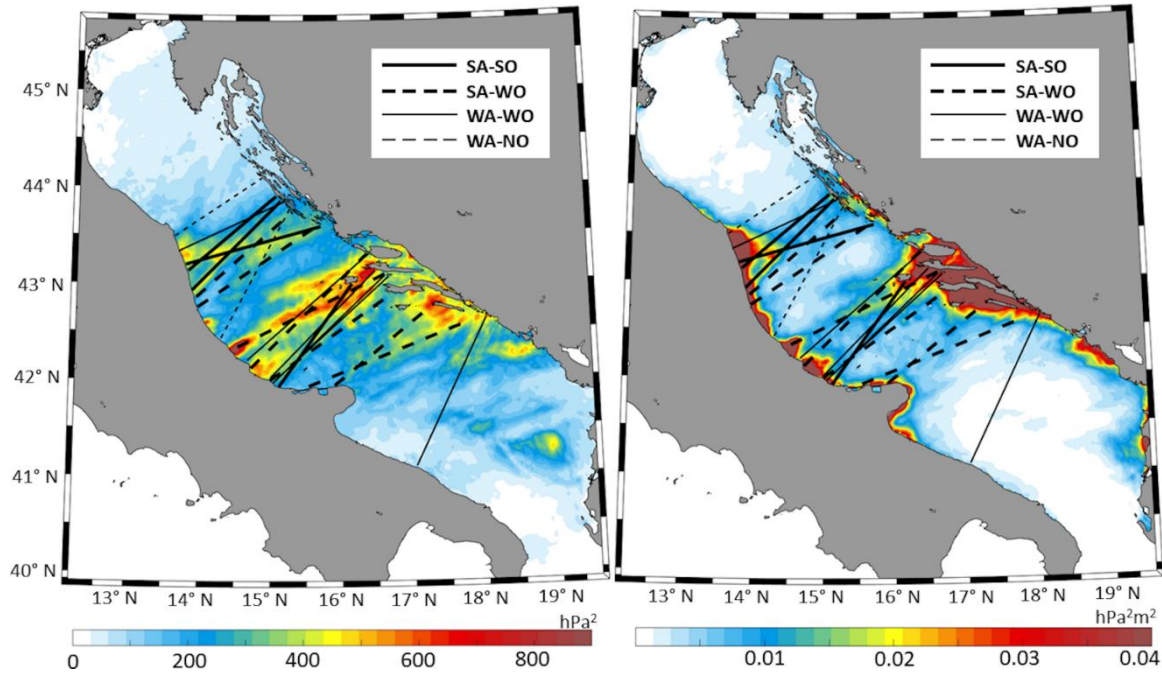 SA-SO
SA-WO
WA-WO
WA-NO
SA-SO
SA-WO
WA-WO
WA-NO
45° N
44° N
43° N
42° N
41° N
40° N
13° N 14° N 15° N 16° N 17° N 18° N 19° N
13° N 14° N 15° N 16° N 17° N 18° N 19° N
hPa²
0 200 400 600 800
hPa²m²
0.01 0.02 0.03 0.04